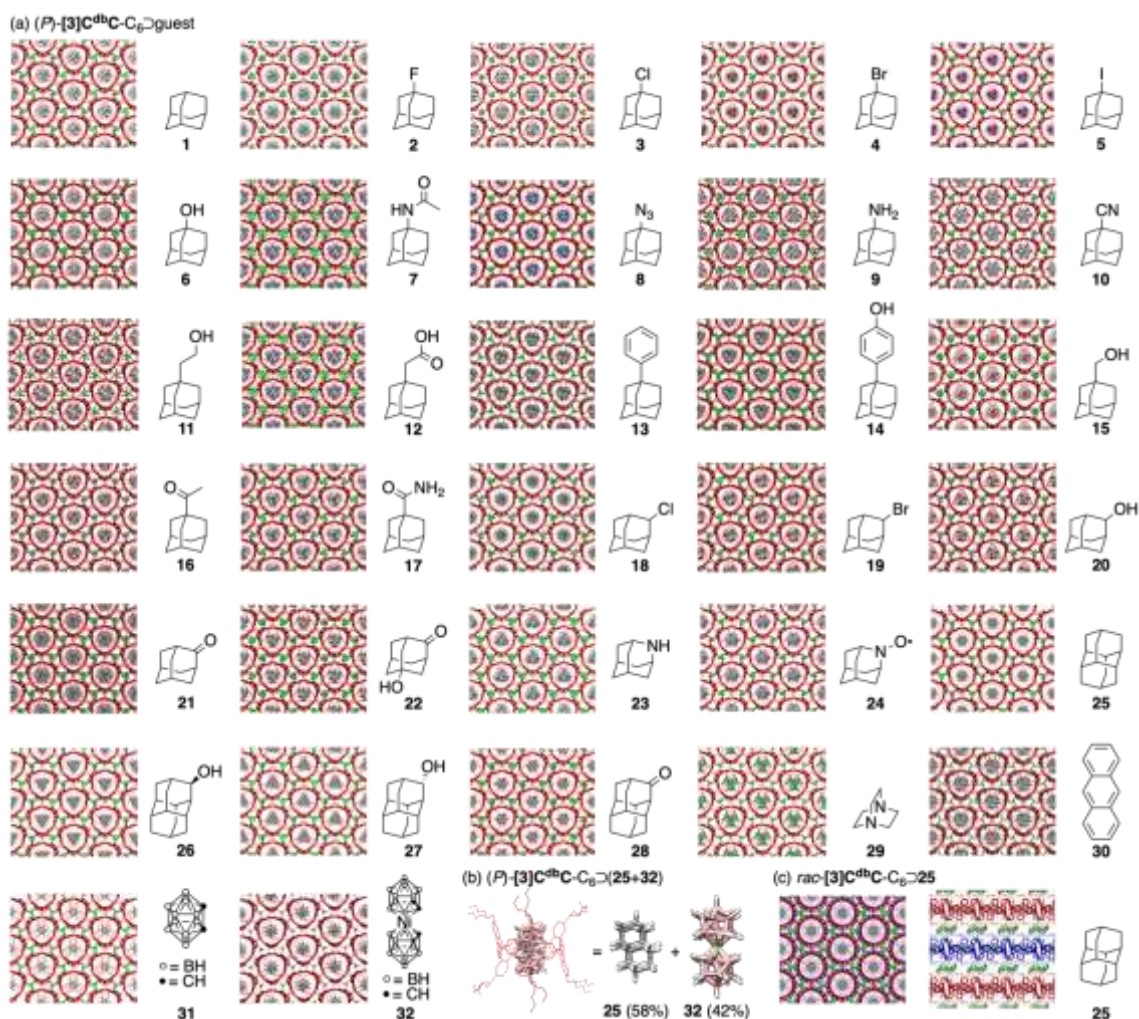 (a) (P)-[3]CdbC-C6⊃guest
F
Cl
Br
I
1
2
3
4
5
OH
HN
O
N3
NH2
CN
6
7
8
9
10
OH
OH
O
OH
OH
11
12
13
14
15
O
O
NH2
Cl
Br
OH
16
17
18
19
20
O
O
HO
NH
N
O•
21
22
23
24
25
OH
OH
O
N
N
26
27
28
29
30
(b) (P)-[3]CdbC-C6⊃(25+32)
(c) rac-[3]CdbC-C6⊃25
○ = BH
● = CH
○ = BH
● = CH
=
+
31
32
25 (58%)
32 (42%)
25